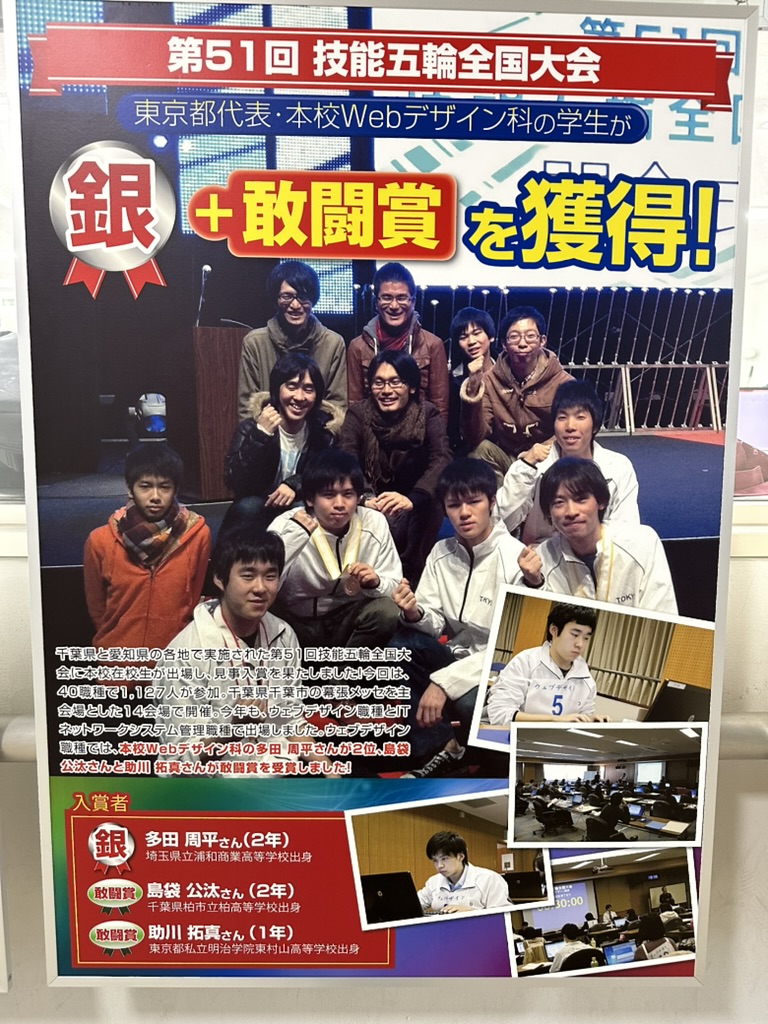 第51回 技能五輪全国大会
東京都代表・本校Webデザイン科の学生が
銀+敢闘賞を獲得!
千葉県と愛知県の各地で実施された第51回技能五輪全国大
会に本校在校生が出場し、見事入賞を果たしました!今回は、
40職種で1,127人が参加。千葉県千葉市の幕張メッセを主
会場とした14会場で開催。今年も、ウェブデザイン職種とIT
ネットワークシステム管理職種で出場しました。ウェブデザイン
職種では、本校Webデザイン科の多田 周平さんが2位、島袋
公汰さんと助川 拓真さんが敢闘賞を受賞しました!
ウェブデザイン
5
入賞者
銀 多田 周平さん(2年)
埼玉県立浦和商業高等学校出身
敢闘賞 島袋 公汰さん(2年)
千葉県柏市立柏高等学校出身
敢闘賞 助川 拓真さん(1年)
東京都私立明治学院東村山高等学校出身